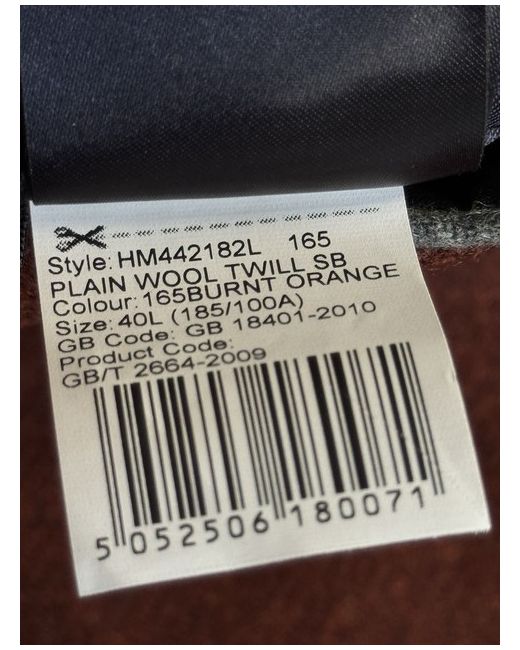 Style: HM442182L 165
PLAIN WOOL TWILL SB
Colour: 165BURNT ORANGE
Size: 40L (185/100A)
GB Code: GB 18401-2010
Product Code:
GB/T 2664-2009
5 052506 180071